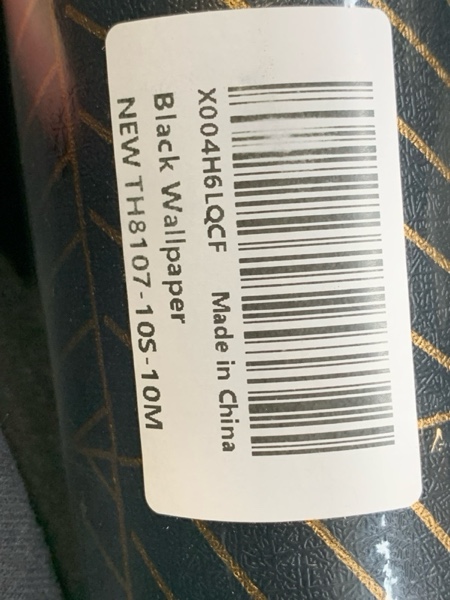 X004H6LQCF Made in China
Black Wallpaper
NEW TH8107-10S-10M